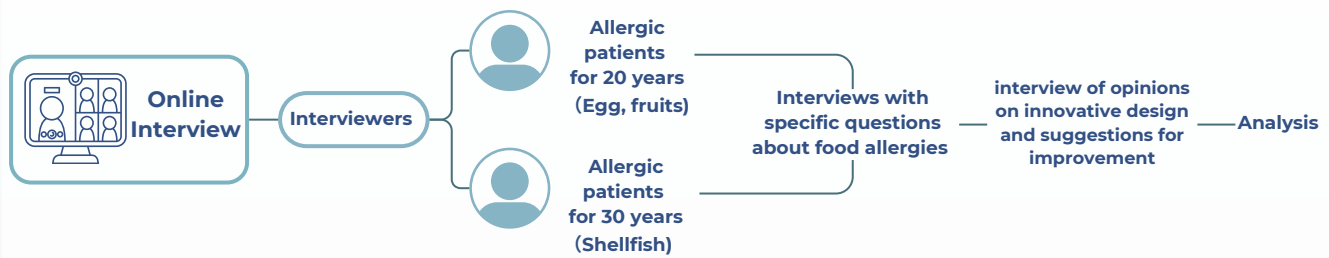 Online
Interview
Interviewers
Allergic
patients
for 20 years
（Egg, fruits)
Allergic
patients
for 30 years
（Shellfish)
Interviews with
specific questions
about food allergies
interview of opinions
on innovative design
and suggestions for
improvement
Analysis